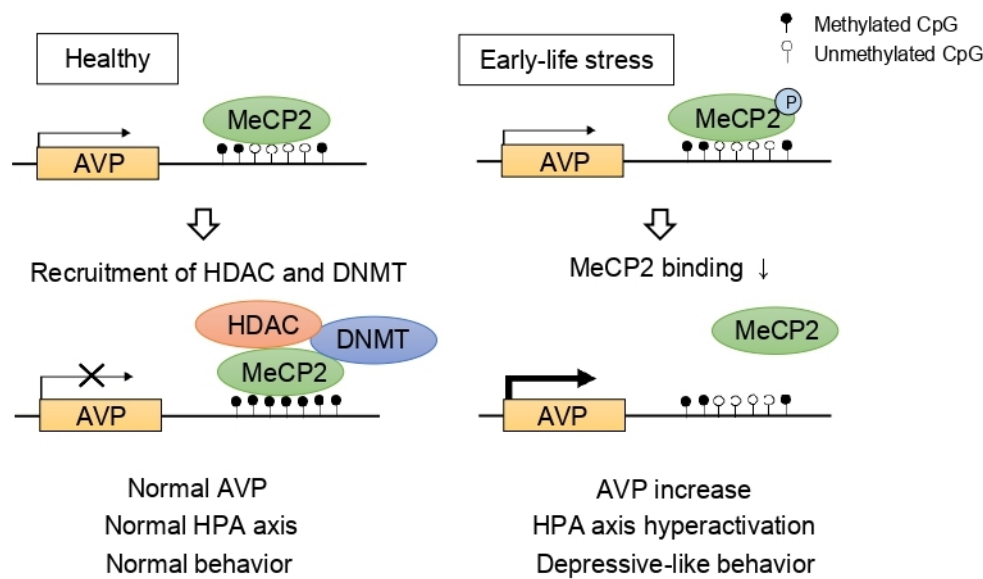 Healthy
MeCP2
AVP
Recruitment of HDAC and DNMT
HDAC
DNMT
MeCP2
AVP
Normal AVP
Normal HPA axis
Normal behavior
Methylated CpG
Unmethylated CpG
Early-life stress
MeCP2
P
AVP
MeCP2 binding ↓
MeCP2
AVP
AVP increase
HPA axis hyperactivation
Depressive-like behavior